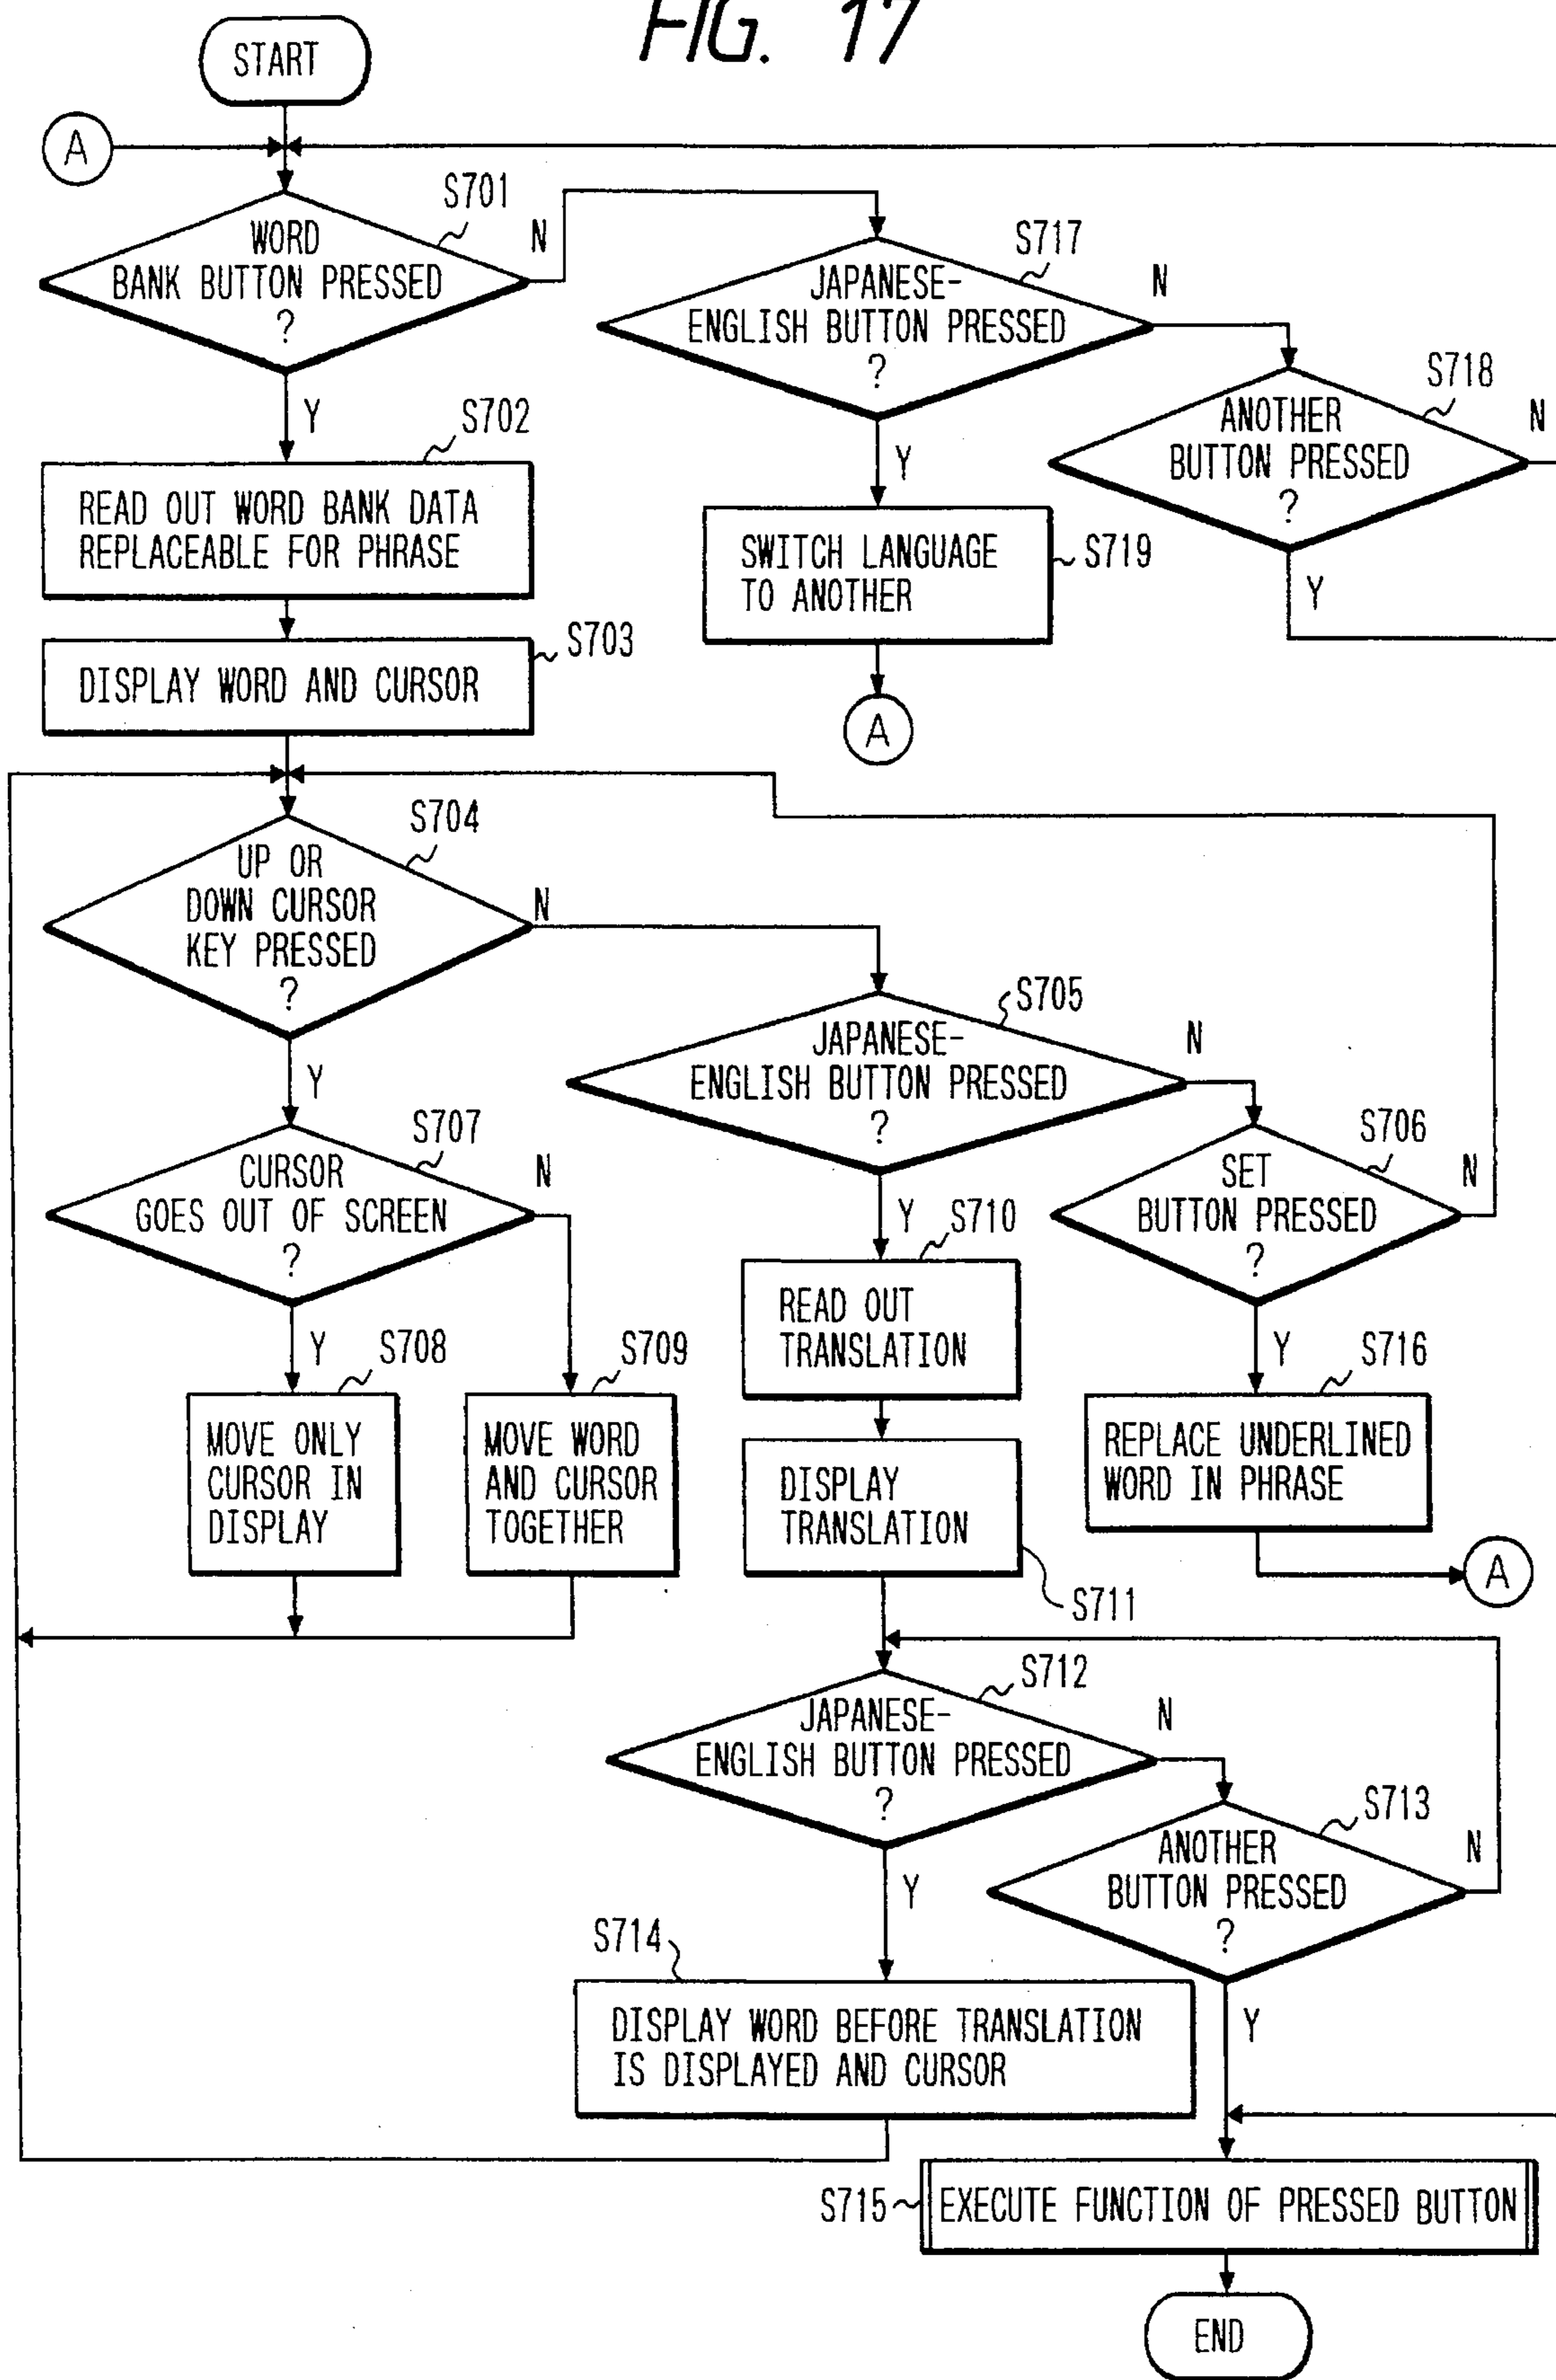 FIG. 17
START
A
S701
WORD
BANK BUTTON PRESSED
?
N
Y
S717
JAPANESE-
ENGLISH BUTTON PRESSED
?
N
Y
S718
ANOTHER
BUTTON PRESSED
?
N
Y
S702
READ OUT WORD BANK DATA
REPLACEABLE FOR PHRASE
S719
SWITCH LANGUAGE
TO ANOTHER
A
S703
DISPLAY WORD AND CURSOR
S704
UP OR
DOWN CURSOR
KEY PRESSED
?
N
Y
S705
JAPANESE-
ENGLISH BUTTON PRESSED
?
N
Y
S706
SET
BUTTON PRESSED
?
N
Y
S707
CURSOR
GOES OUT OF SCREEN
?
N
Y
S708
MOVE ONLY
CURSOR IN
DISPLAY
S709
MOVE WORD
AND CURSOR
TOGETHER
S710
READ OUT
TRANSLATION
DISPLAY
TRANSLATION
S711
S716
REPLACE UNDERLINED
WORD IN PHRASE
A
S712
JAPANESE-
ENGLISH BUTTON PRESSED
?
N
Y
S713
ANOTHER
BUTTON PRESSED
?
N
Y
S714
DISPLAY WORD BEFORE TRANSLATION
IS DISPLAYED AND CURSOR
S715
EXECUTE FUNCTION OF PRESSED BUTTON
END